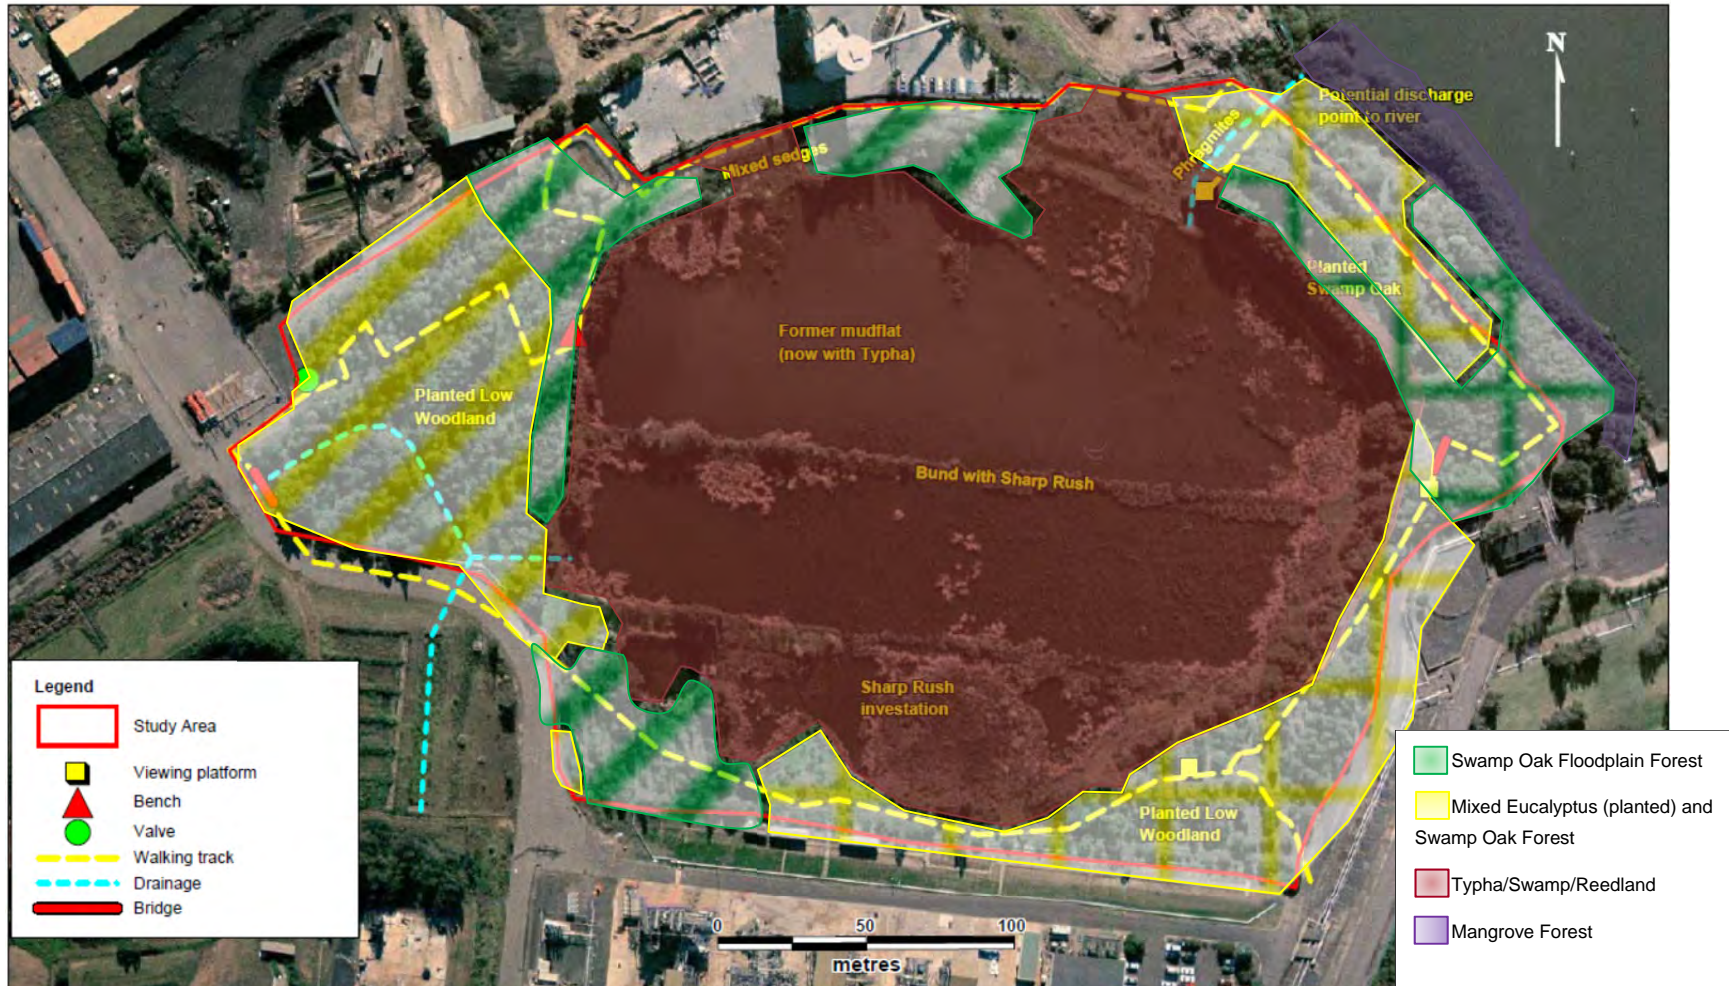 N
Potential discharge
point to river
Phragmites
Mixed sedges
Planted
Swamp Oak
Former mudflat
(now with Typha)
Planted Low
Woodland
Bund with Sharp Rush
Sharp Rush
investation
Planted Low
Woodland
Legend
Study Area
Viewing platform
Bench
Valve
Walking track
Drainage
Bridge
0 50 100
metres
Swamp Oak Floodplain Forest
Mixed Eucalyptus (planted) and
Swamp Oak Forest
Typha/Swamp/Reedland
Mangrove Forest